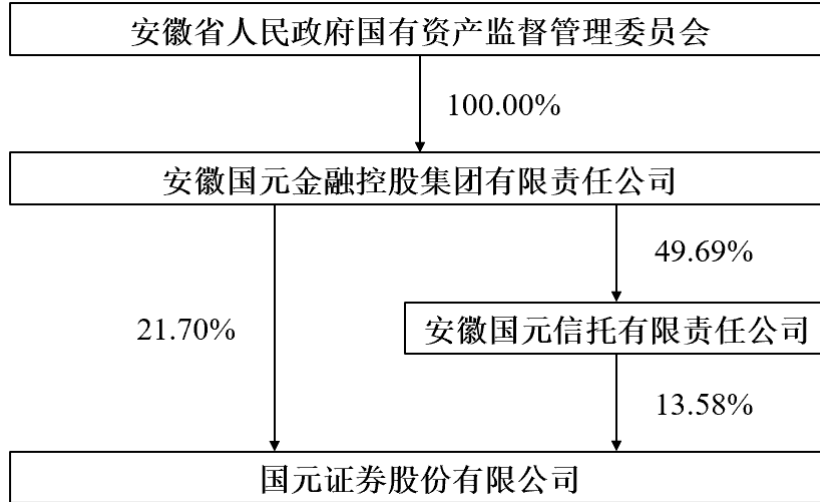 安徽省人民政府国有资产监督管理委员会
100.00%
安徽国元金融控股集团有限责任公司
49.69%
21.70%
安徽国元信托有限责任公司
13.58%
国元证券股份有限公司